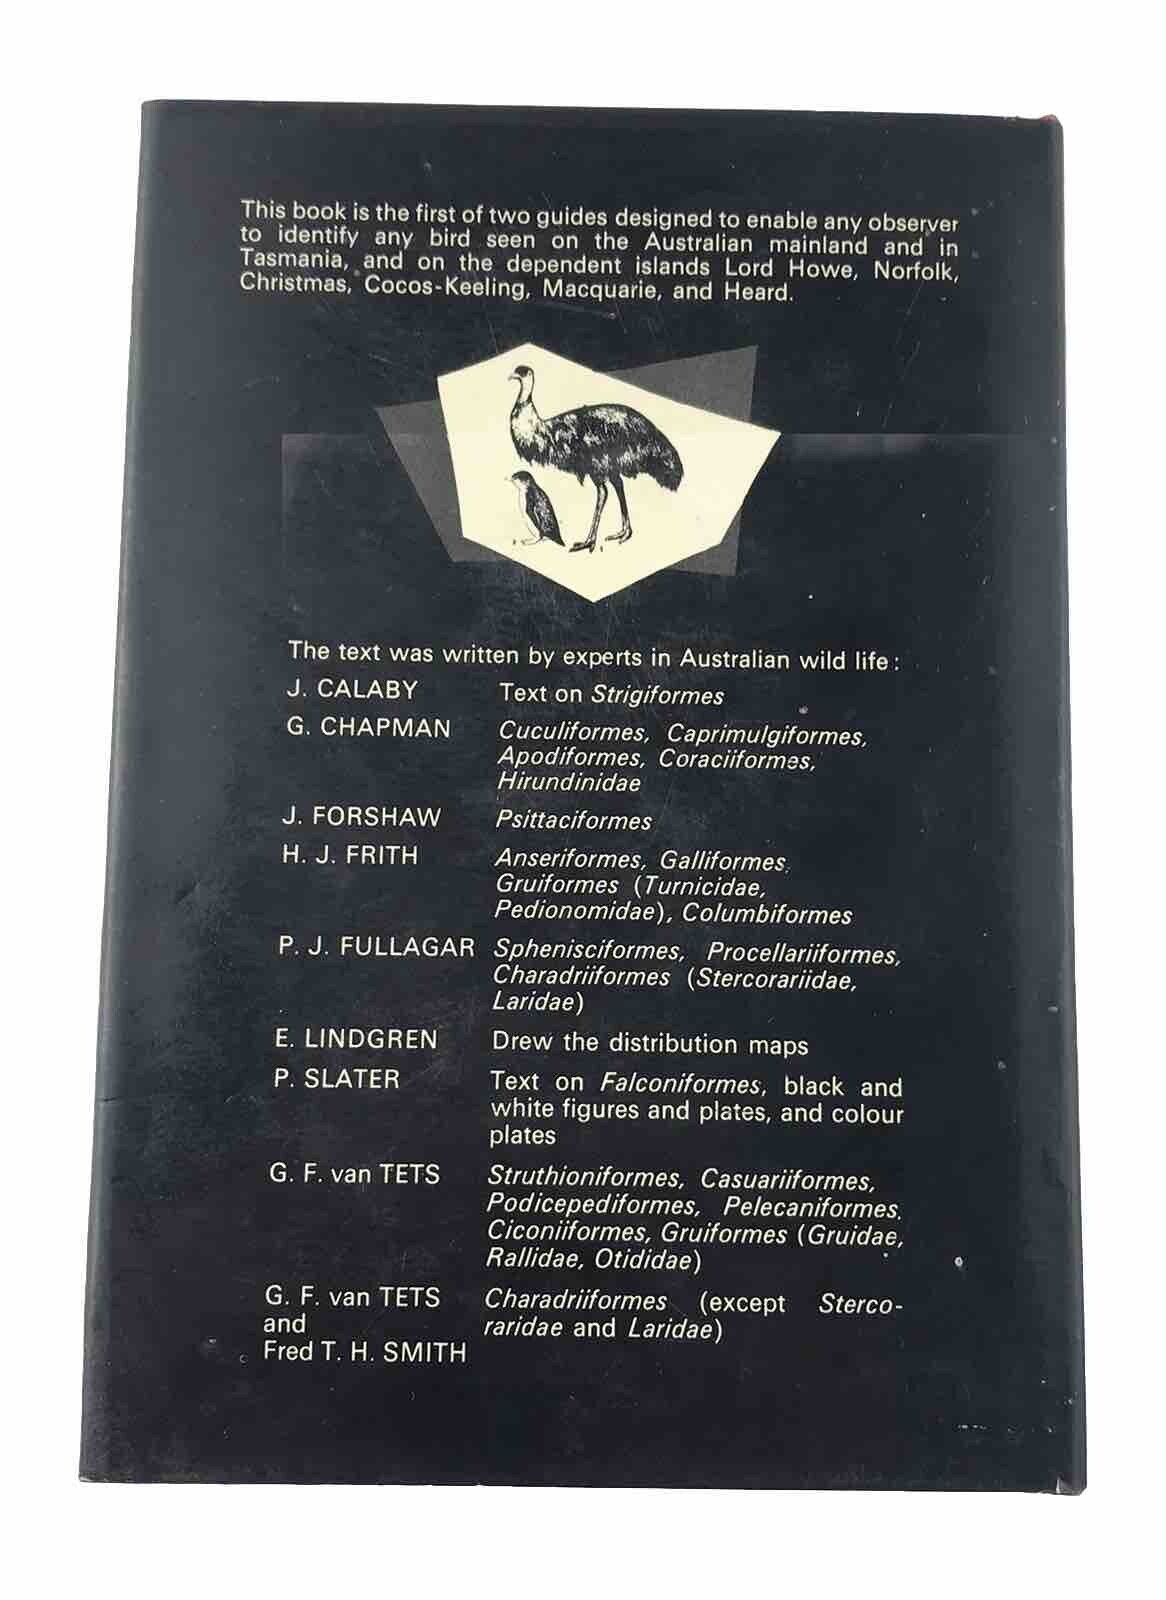 This book is the first of two guides designed to enable any observer
to identify any bird seen on the Australian mainland and in
Tasmania, and on the dependent islands Lord Howe, Norfolk,
Christmas, Cocos-Keeling, Macquarie, and Heard.
The text was written by experts in Australian wild life:
J. CALABY Text on Strigiformes
G. CHAPMAN Cuculiformes, Caprimulgiformes,
Apodiformes, Coraciiformes,
Hirundinidae
J. FORSHAW Psittaciformes
H. J. FRITH Anseriformes, Galliformes,
Gruiformes (Turnicidae,
Pedionomidae), Columbiformes
P. J. FULLAGAR Sphenisciformes, Procellariiformes,
Charadriiformes (Stercorariidae,
Laridae)
E. LINDGREN Drew the distribution maps
P. SLATER Text on Falconiformes, black and
white figures and plates, and colour
plates
G. F. van TETS Struthioniformes, Casuariiformes,
Podicepediformes, Pelecaniformes,
Ciconiiformes, Gruiformes (Gruidae,
Rallidae, Otididae)
G. F. van TETS Charadriiformes (except Sterco-
and raridae and Laridae)
Fred T. H. SMITH